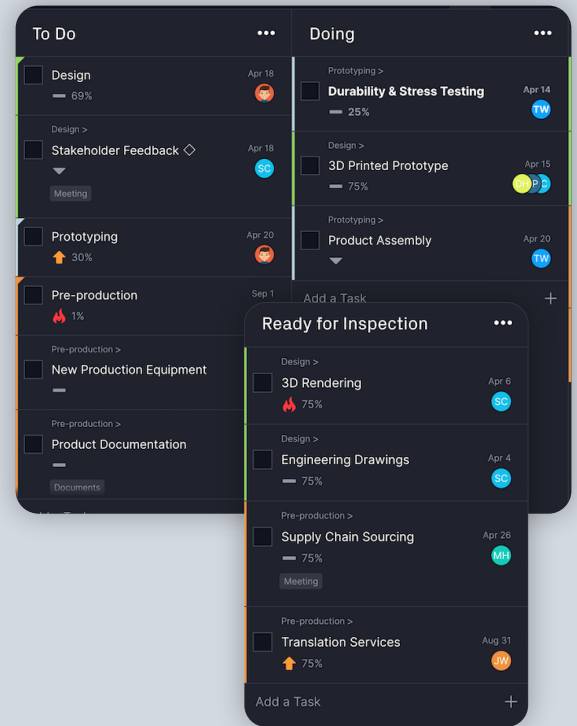 To Do
Design
Apr 18
69%
Design >
Stakeholder Feedback
Apr 18
SC
Meeting
Prototyping
Apr 20
30%
Pre-production
Sep 1
1%
Pre-production >
New Production Equipment
Pre-production >
Product Documentation
Documents
Doing
Prototyping >
Durability & Stress Testing
Apr 14
25%
TW
Design >
3D Printed Prototype
Apr 15
75%
Prototyping >
Product Assembly
Apr 20
TW
Add a Task
Ready for Inspection
Design >
3D Rendering
Apr 6
75%
SC
Design >
Engineering Drawings
Apr 4
75%
SC
Pre-production >
Supply Chain Sourcing
Apr 26
75%
MH
Meeting
Pre-production >
Translation Services
Aug 31
75%
JW
Add a Task